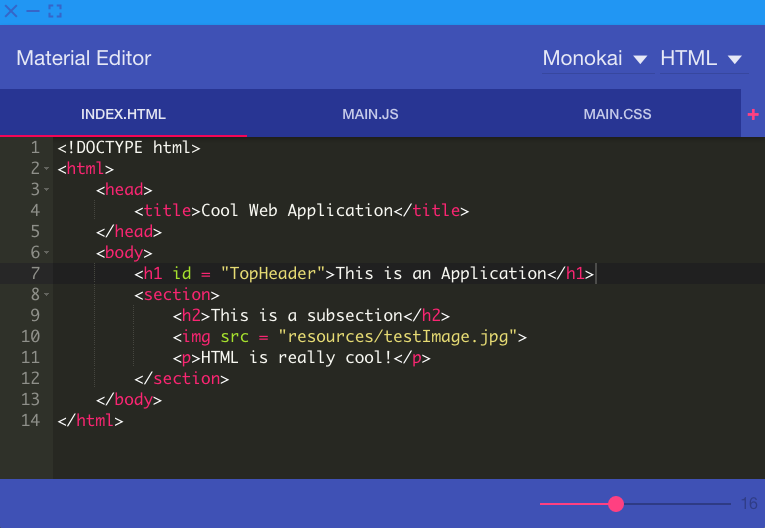 Material Editor
Monokai HTML
INDEX.HTML MAIN.JS MAIN.CSS +
1 <!DOCTYPE html>
2 <html>
3     <head>
4         <title>Cool Web Application</title>
5     </head>
6     <body>
7         <h1 id = "TopHeader">This is an Application</h1>
8         <section>
9             <h2>This is a subsection</h2>
10             <img src = "resources/testImage.jpg">
11             <p>HTML is really cool!</p>
12         </section>
13     </body>
14 </html>
16